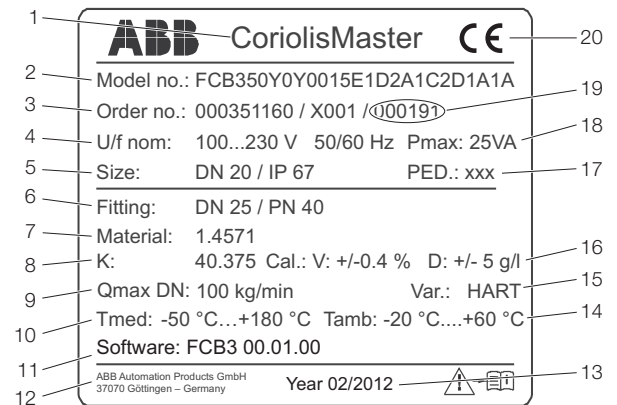 1 ABB CoriolisMaster CE 20
2 Model no.: FCB350Y0Y0015E1D2A1C2D1A1A
19
3 Order no.: 000351160 / X001 / 000191
4 U/f nom: 100...230 V 50/60 Hz Pmax: 25VA 18
5 Size: DN 20 / IP 67 PED.: xxx 17
6 Fitting: DN 25 / PN 40
7 Material: 1.4571
8 K: 40.375 Cal.: V: +/-0.4 % D: +/- 5 g/l 16
9 Qmax DN: 100 kg/min Var.: HART 15
10 Tmed: -50 °C...+180 °C Tamb: -20 °C....+60 °C 14
11 Software: FCB3 00.01.00
12 ABB Automation Products GmbH
37070 Göttingen – Germany Year 02/2012 13